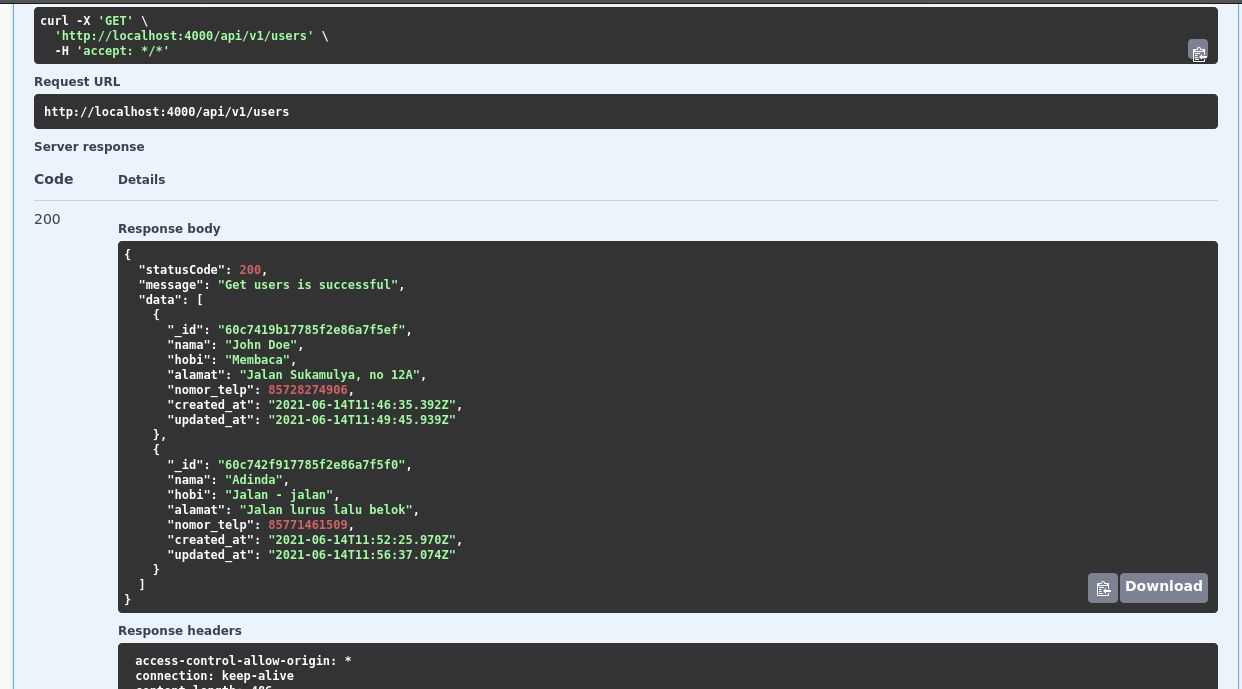 curl -X 'GET' \
  'http://localhost:4000/api/v1/users' \
  -H 'accept: */*'
Request URL
http://localhost:4000/api/v1/users
Server response
Code Details
200
Response body
{
  "statusCode": 200,
  "message": "Get users is successful",
  "data": [
    {
      "_id": "60c7419b17785f2e86a7f5ef",
      "nama": "John Doe",
      "hobi": "Membaca",
      "alamat": "Jalan Sukamulya, no 12A",
      "nomor_telp": 85728274906,
      "created_at": "2021-06-14T11:46:35.392Z",
      "updated_at": "2021-06-14T11:49:45.939Z"
    },
    {
      "_id": "60c742f917785f2e86a7f5f0",
      "nama": "Adinda",
      "hobi": "Jalan - jalan",
      "alamat": "Jalan lurus lalu belok",
      "nomor_telp": 85771461509,
      "created_at": "2021-06-14T11:52:25.970Z",
      "updated_at": "2021-06-14T11:56:37.074Z"
    }
  ]
}
Download
Response headers
access-control-allow-origin: *
connection: keep-alive
content-length: 486